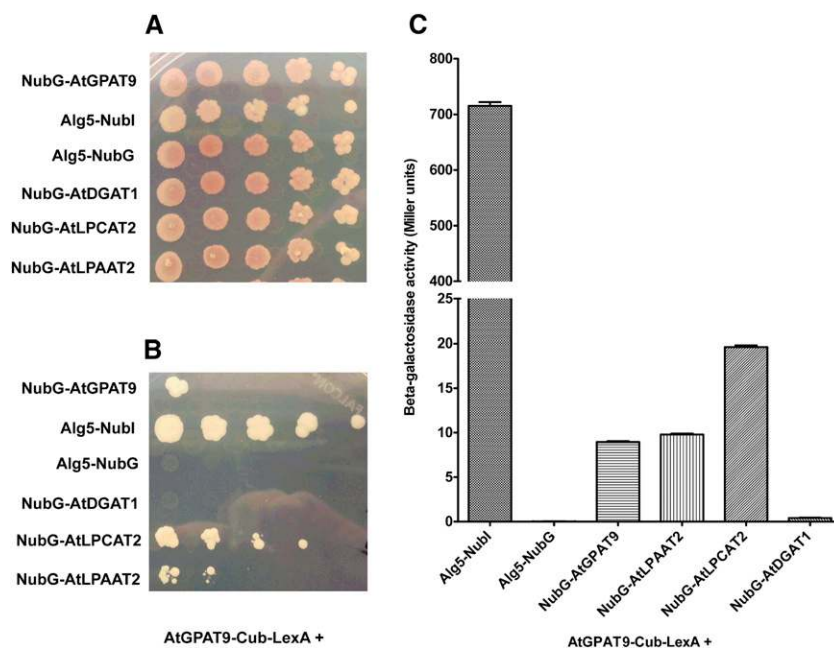 A
NubG-AtGPAT9
Alg5-NubI
Alg5-NubG
NubG-AtDGAT1
NubG-AtLPCAT2
NubG-AtLPAAT2
B
NubG-AtGPAT9
Alg5-NubI
Alg5-NubG
NubG-AtDGAT1
NubG-AtLPCAT2
NubG-AtLPAAT2
FALCON
AtGPAT9-Cub-LexA +
C
Beta-galactosidase activity (Miller units)
800
700
600
500
400
25
20
15
10
5
0
Alg5-NubI
Alg5-NubG
NubG-AtGPAT9
NubG-AtLPAAT2
NubG-AtLPCAT2
NubG-AtDGAT1
AtGPAT9-Cub-LexA +